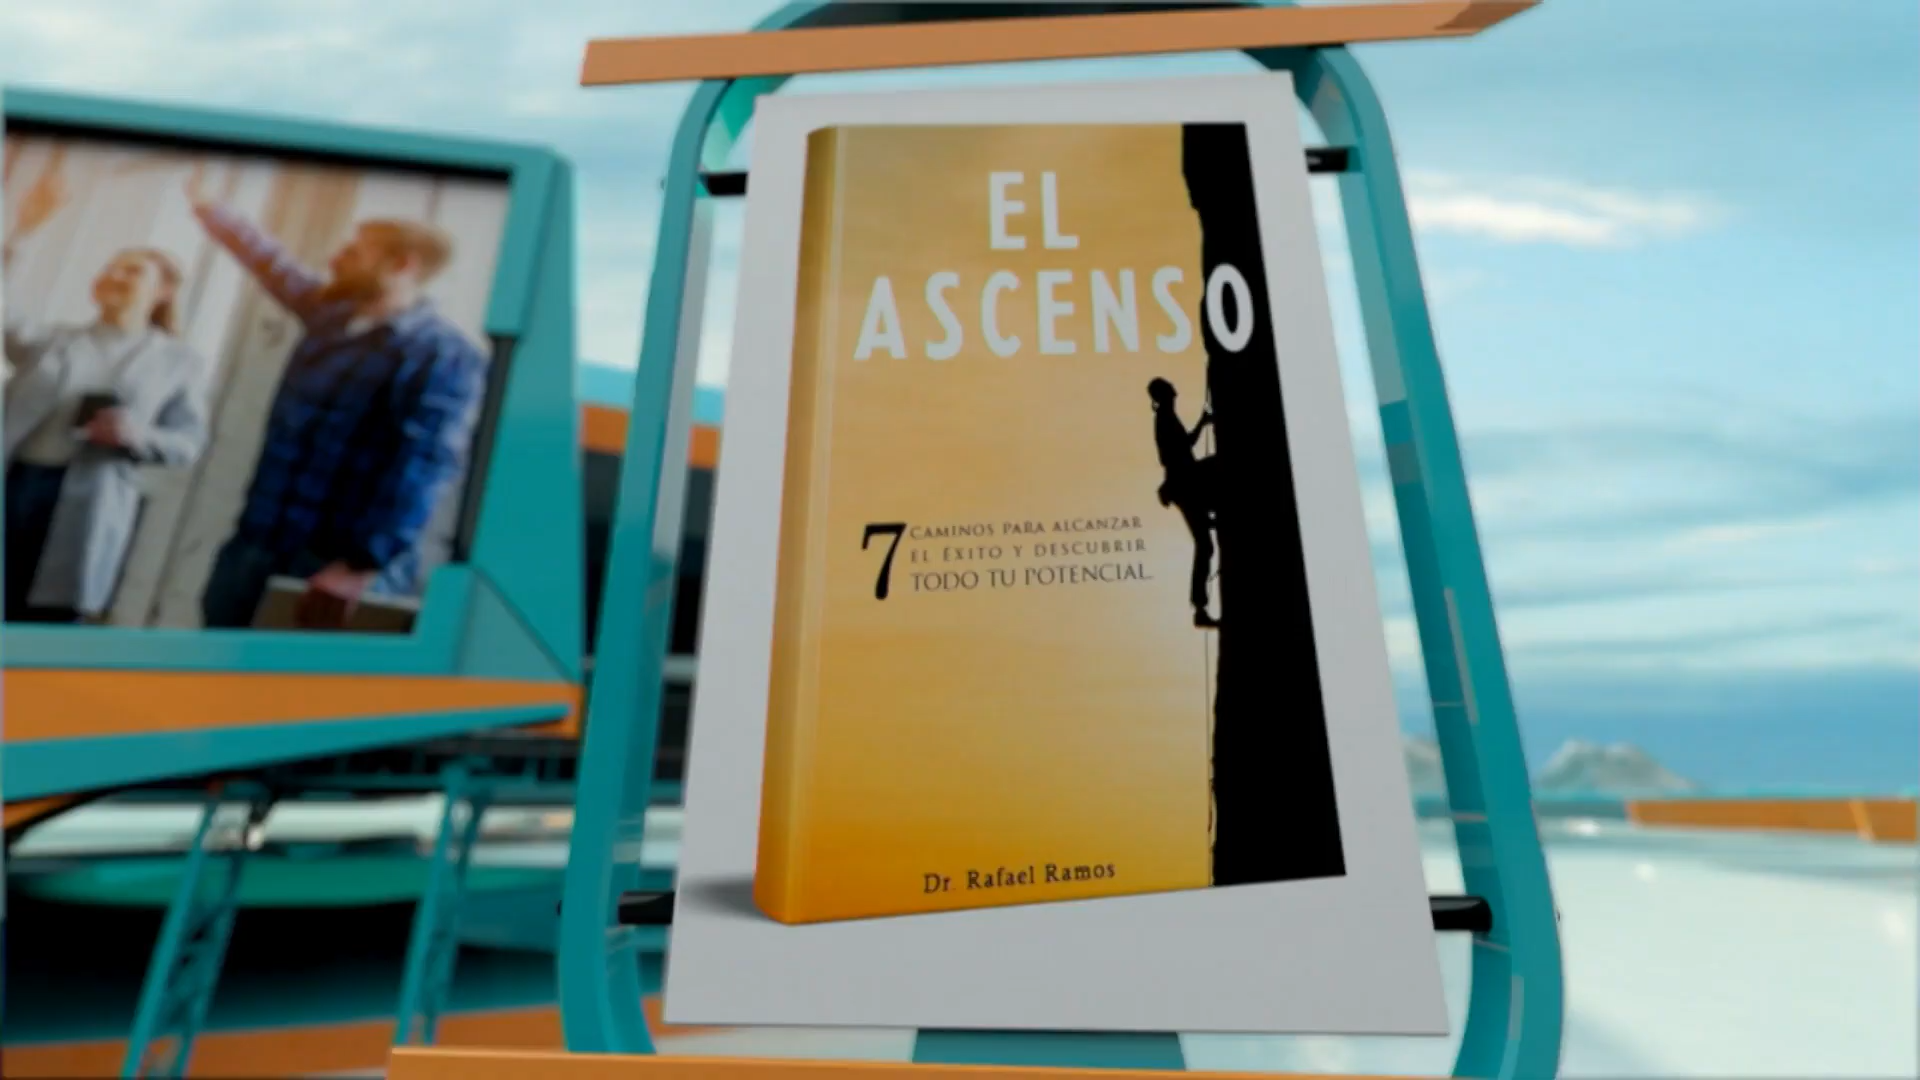 EL
ASCENSO
7 CAMINOS PARA ALCANZAR
EL ÉXITO Y DESCUBRIR
TODO TU POTENCIAL.
Dr. Rafael Ramos